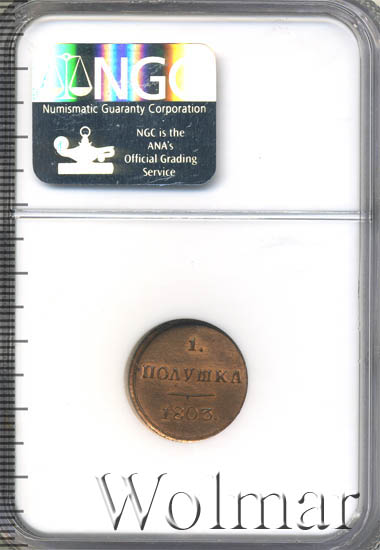 NGC
Numismatic Guaranty Corporation
NGC is the
ANA's
Official Grading
Service
1.
ПОЛУШКА
1803.
Wolmar